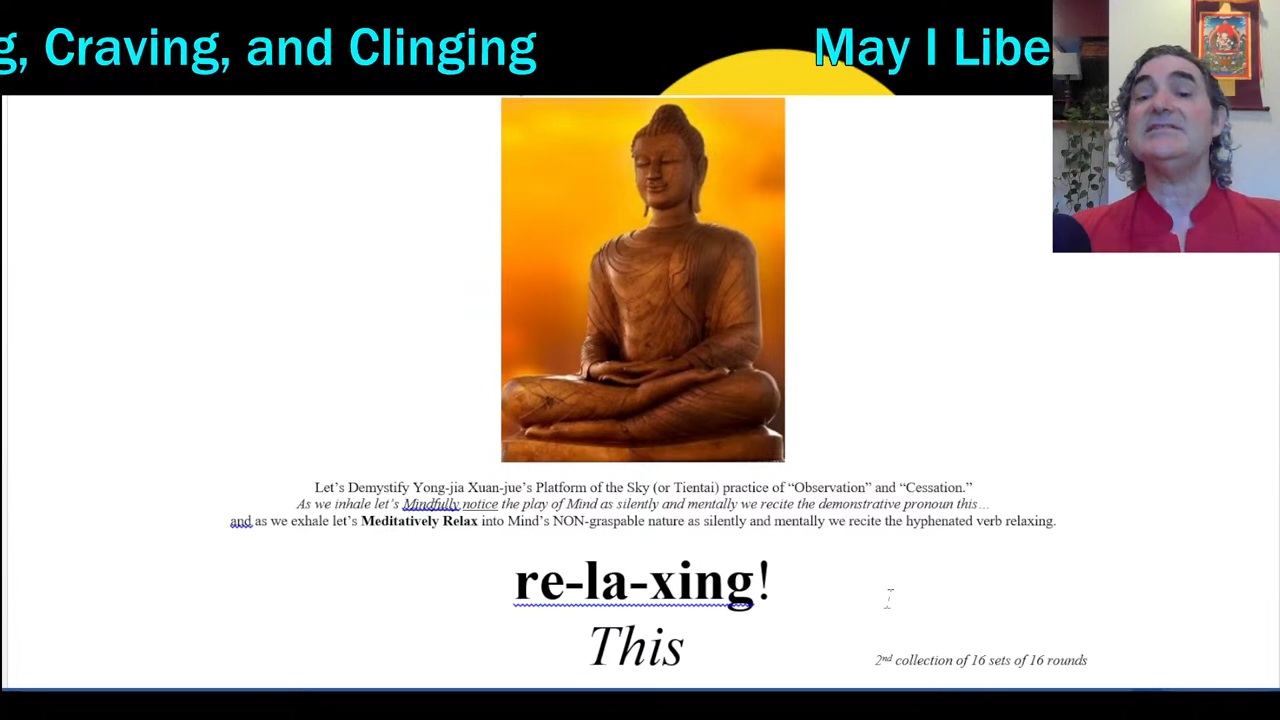 g, Craving, and Clinging May I Libe
Let’s Demystify Yong-jia Xuan-jue’s Platform of the Sky (or Tientai) practice of “Observation” and “Cessation.”
As we inhale let’s Mindfully notice the play of Mind as silently and mentally we recite the demonstrative pronoun this…
and as we exhale let’s Meditatively Relax into Mind’s NON-graspable nature as silently and mentally we recite the hyphenated verb relaxing.
re-la-xing!
This
2nd collection of 16 sets of 16 rounds